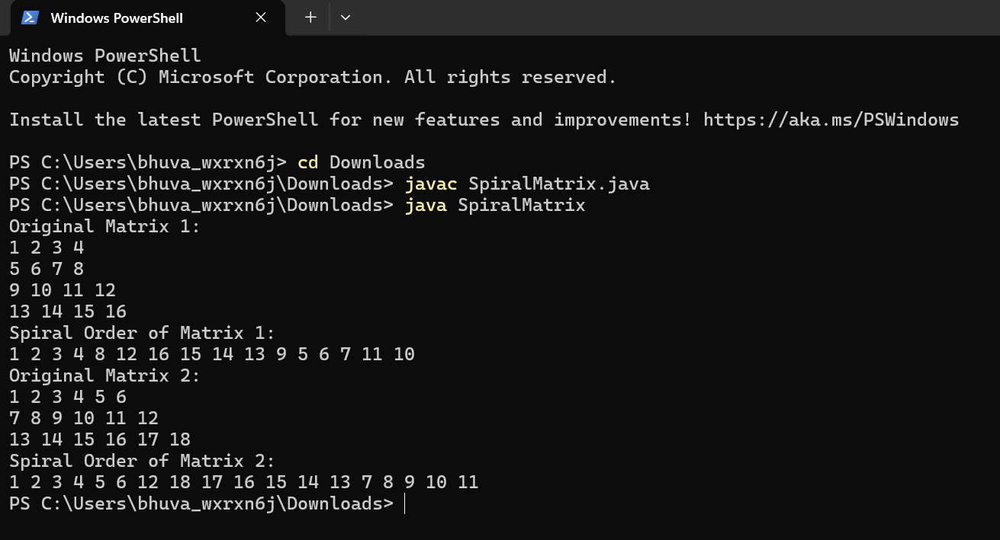 Windows PowerShell
Windows PowerShell
Copyright (C) Microsoft Corporation. All rights reserved.
Install the latest PowerShell for new features and improvements! https://aka.ms/PSWindows
PS C:\Users\bhuva_wxrxn6j> cd Downloads
PS C:\Users\bhuva_wxrxn6j\Downloads> javac SpiralMatrix.java
PS C:\Users\bhuva_wxrxn6j\Downloads> java SpiralMatrix
Original Matrix 1:
1 2 3 4
5 6 7 8
9 10 11 12
13 14 15 16
Spiral Order of Matrix 1:
1 2 3 4 8 12 16 15 14 13 9 5 6 7 11 10
Original Matrix 2:
1 2 3 4 5 6
7 8 9 10 11 12
13 14 15 16 17 18
Spiral Order of Matrix 2:
1 2 3 4 5 6 12 18 17 16 15 14 13 7 8 9 10 11
PS C:\Users\bhuva_wxrxn6j\Downloads>